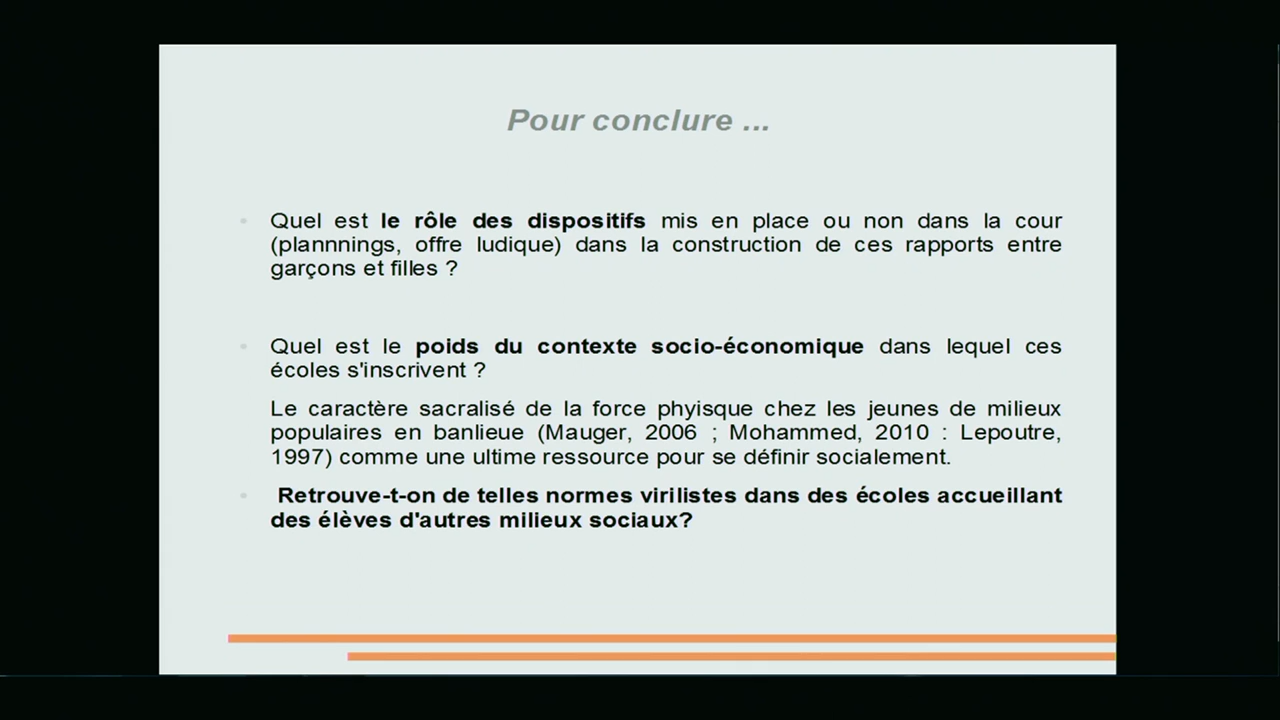 Pour conclure ...
Quel est le rôle des dispositifs mis en place ou non dans la cour
(plannnings, offre ludique) dans la construction de ces rapports entre
garçons et filles ?
Quel est le poids du contexte socio-économique dans lequel ces
écoles s'inscrivent ?
Le caractère sacralisé de la force phyisque chez les jeunes de milieux
populaires en banlieue (Mauger, 2006 ; Mohammed, 2010 : Lepoutre,
1997) comme une ultime ressource pour se définir socialement.
Retrouve-t-on de telles normes virilistes dans des écoles accueillant
des élèves d'autres milieux sociaux?